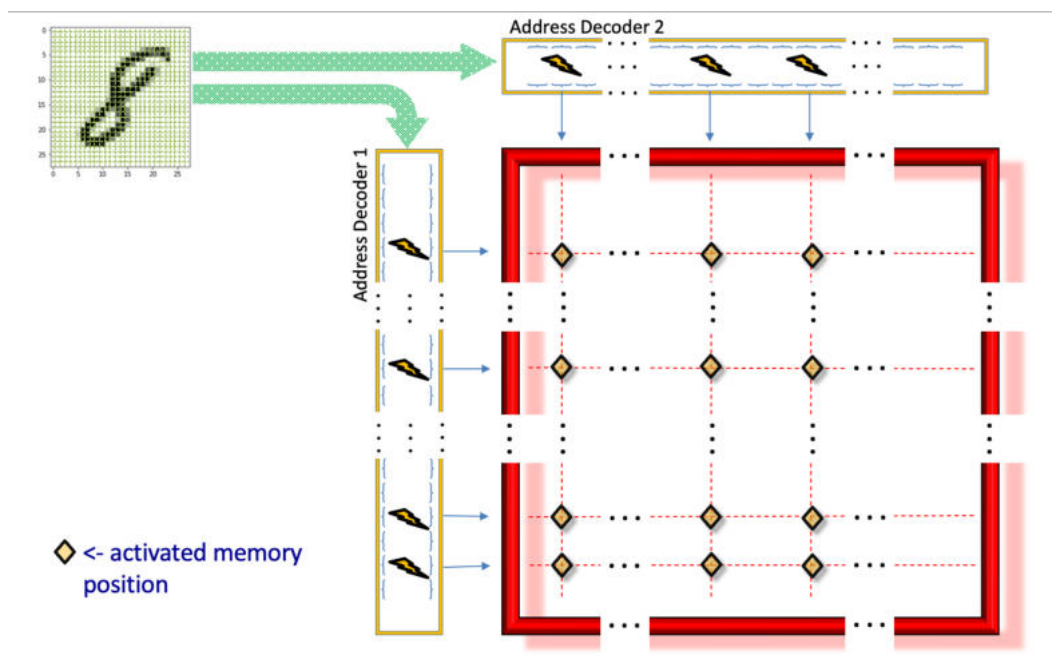 Address Decoder 2
0
5
10
15
20
25
0 5 10 15 20 25
Address Decoder 1
<- activated memory
position